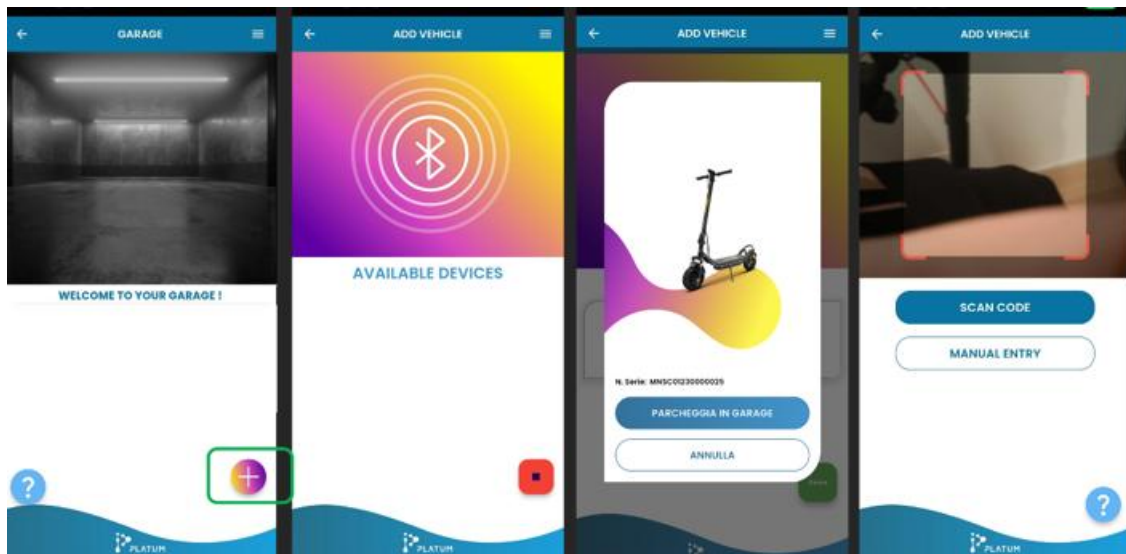 GARAGE
WELCOME TO YOUR GARAGE !
?
PLATUM
ADD VEHICLE
AVAILABLE DEVICES
PLATUM
ADD VEHICLE
N. Serie: MNSC01230000025
PARCHEGGIA IN GARAGE
ANNULLA
ADD VEHICLE
SCAN CODE
MANUAL ENTRY
?
PLATUM